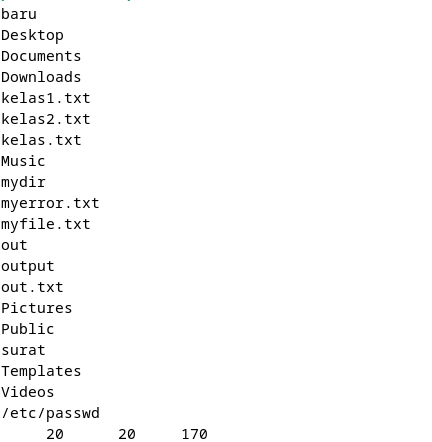 baru
Desktop
Documents
Downloads
kelas1.txt
kelas2.txt
kelas.txt
Music
mydir
myerror.txt
myfile.txt
out
output
out.txt
Pictures
Public
surat
Templates
Videos
/etc/passwd
20 20 170